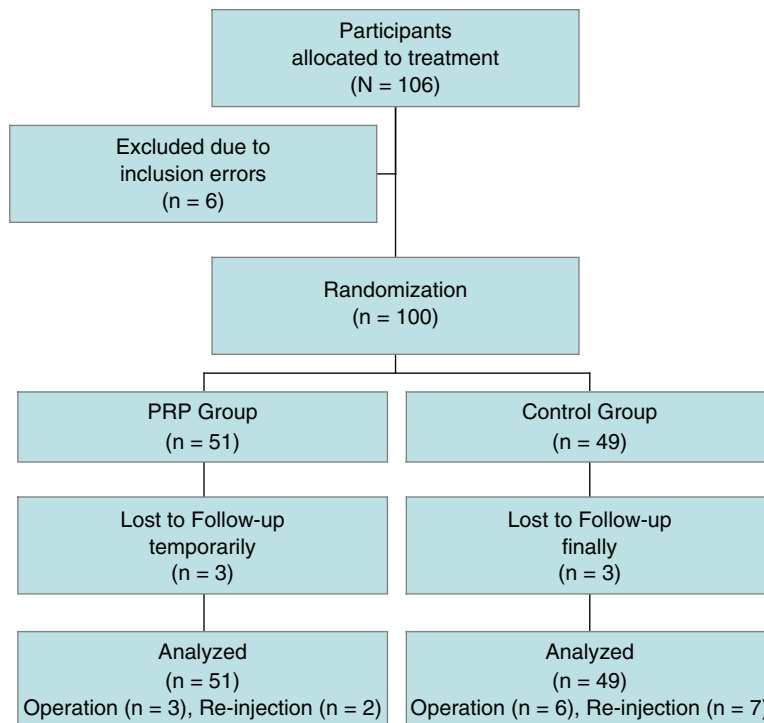 Participants
allocated to treatment
(N = 106)
Excluded due to
inclusion errors
(n = 6)
Randomization
(n = 100)
PRP Group
(n = 51)
Control Group
(n = 49)
Lost to Follow-up
temporarily
(n = 3)
Lost to Follow-up
finally
(n = 3)
Analyzed
(n = 51)
Operation (n = 3), Re-injection (n = 2)
Analyzed
(n = 49)
Operation (n = 6), Re-injection (n = 7)